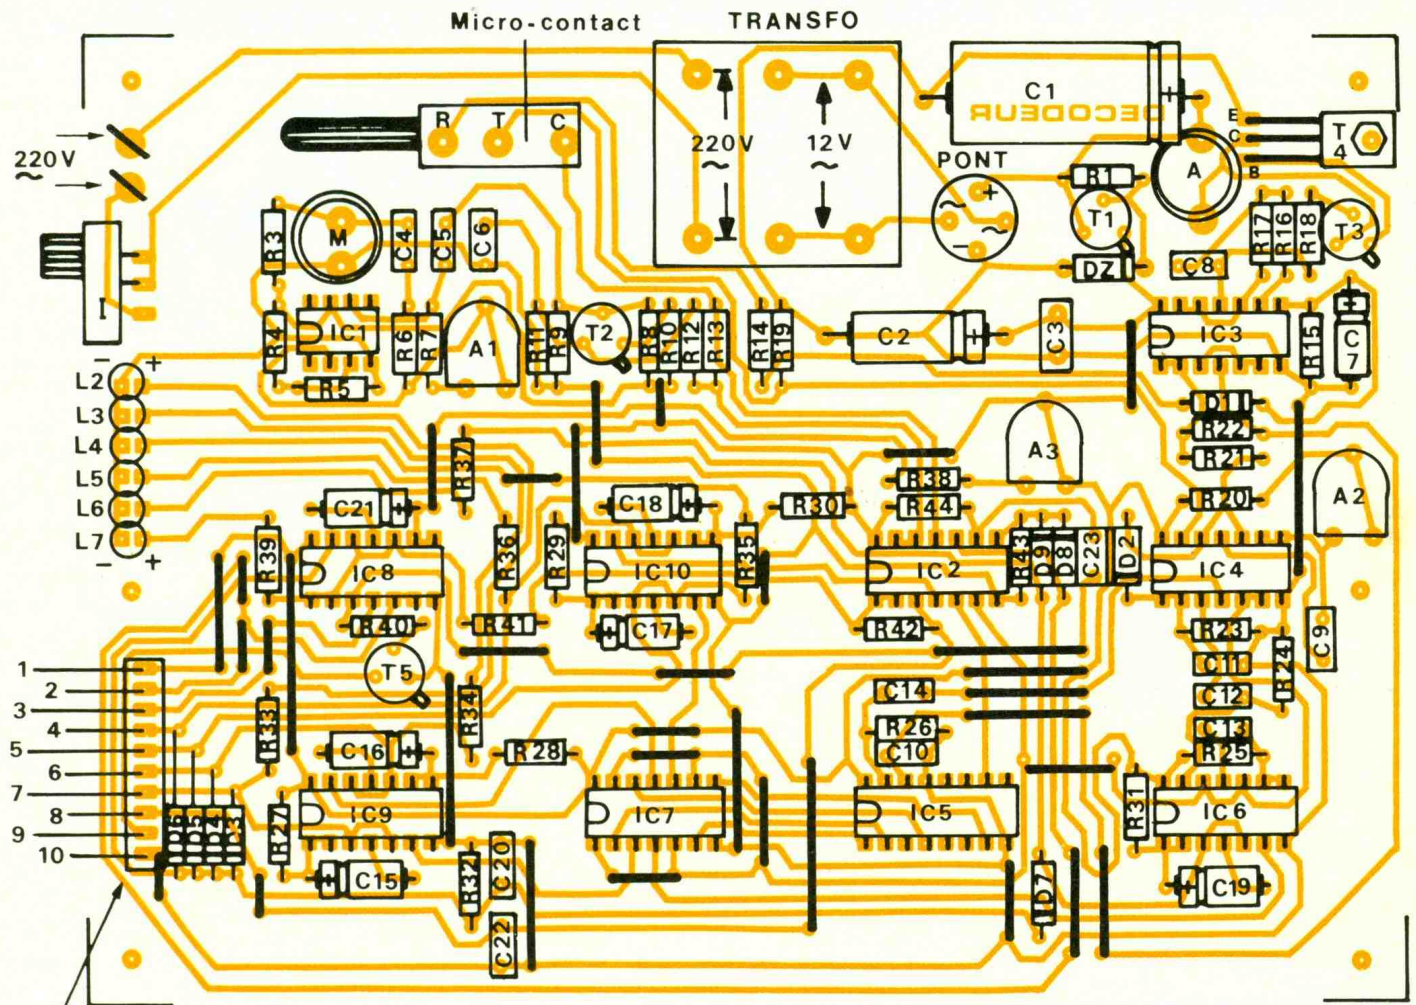 Micro-contact
TRANSFO
220V
~
R
T
C
220V
~
12V
~
C1
+
DECODEUR
PONT
~
+
~
-
E
C
B
T4
A
R1
T1
DZ
C8
R17
R16
R18
T3
I
R3
M
C4
C5
C6
R4
IC1
R6
R7
A1
R11
R9
T2
R8
R10
R12
R13
R14
R19
C2
+
C3
IC3
R15
+
C7
R5
-
+
L2
L3
L4
L5
L6
L7
-
+
R37
C21
+
C18
+
R30
R38
R44
A3
D1
R22
R21
R20
A2
R39
IC8
R36
R29
IC10
R35
IC2
R43
D9
D8
C23
D2
IC4
R40
R41
+
C17
R42
R23
C11
R24
C9
T5
R33
R34
C14
C12
C16
+
R28
R26
C10
C13
R25
1
2
3
4
5
6
7
8
9
10
D6
D5
D4
D3
R27
IC9
IC7
IC5
R31
IC6
+
C15
R32
C20
C22
D7
+
C19